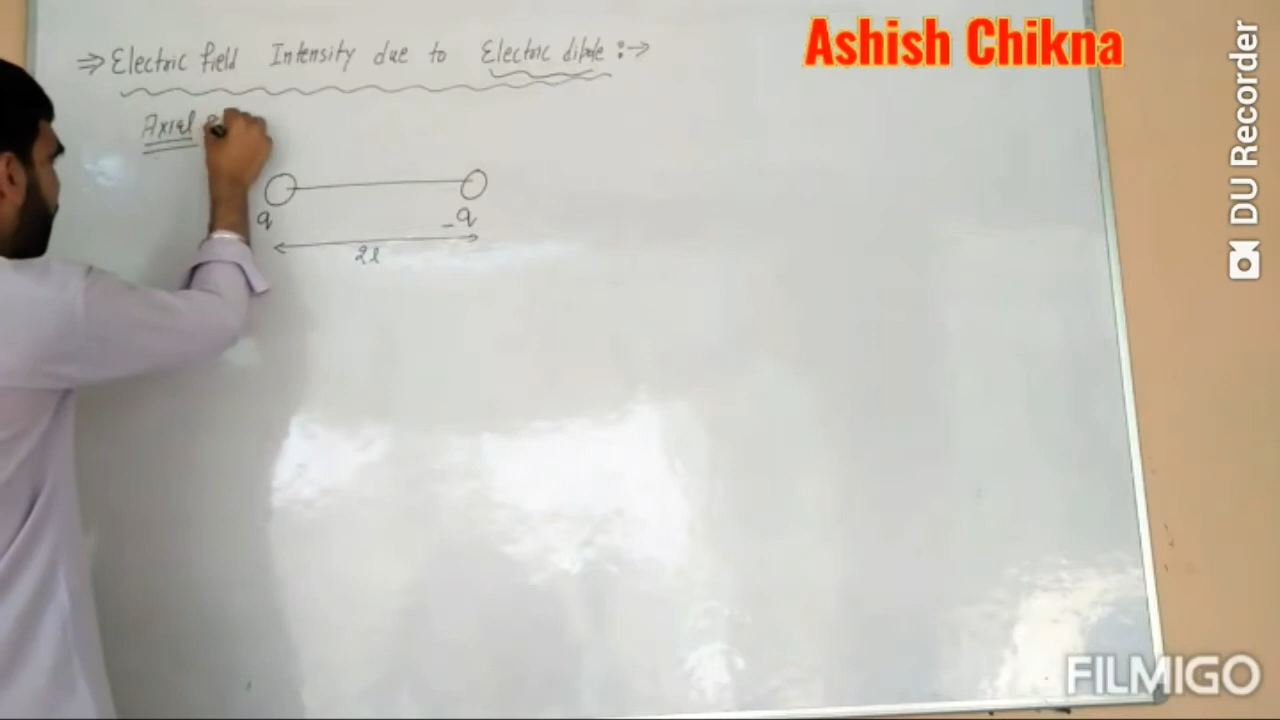 ⇒ Electric field Intensity due to Electric dipole :→
Axial
q
-q
2l
Ashish Chikna
DU Recorder
FILMIGO